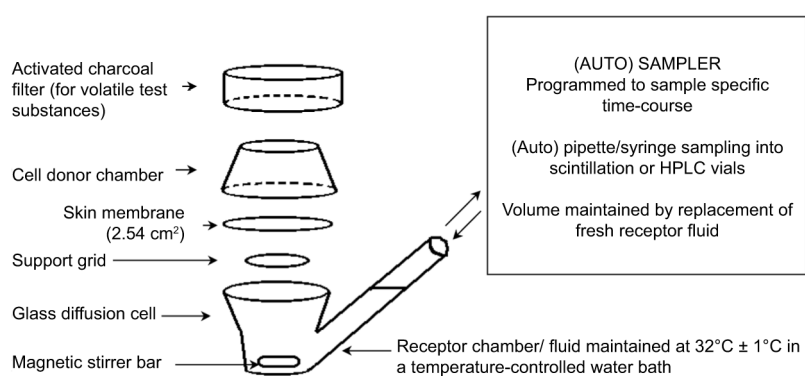 Activated charcoal
filter (for volatile test
substances)
Cell donor chamber
Skin membrane
(2.54 cm²)
Support grid
Glass diffusion cell
Magnetic stirrer bar
(AUTO) SAMPLER
Programmed to sample specific
time-course
(Auto) pipette/syringe sampling into
scintillation or HPLC vials
Volume maintained by replacement of
fresh receptor fluid
Receptor chamber/ fluid maintained at 32°C ± 1°C in
a temperature-controlled water bath